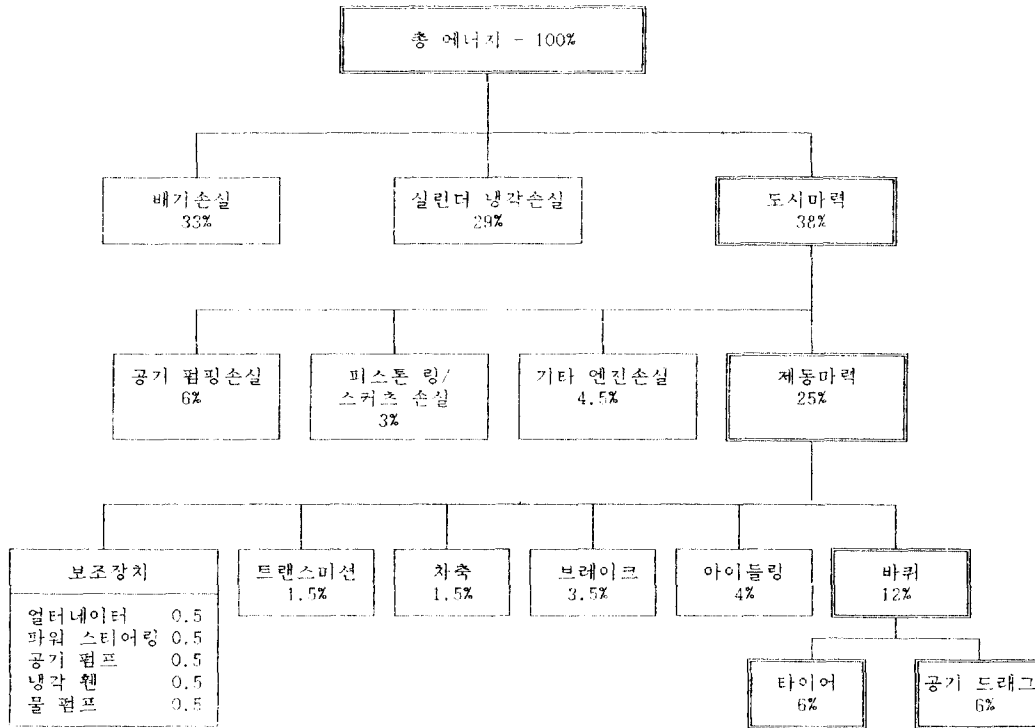 총 에너지 - 100%
배기손실
33%
실린더 냉각손실
29%
도시마력
38%
공기 펌핑손실
6%
피스톤 링/
스커츠 손실
3%
기타 엔진손실
4.5%
제동마력
25%
보조장치
얼터네이터 0.5
파워 스티어링 0.5
공기 펌프 0.5
냉각 휀 0.5
물 펌프 0.5
트랜스미션
1.5%
차축
1.5%
브레이크
3.5%
아이들링
4%
바퀴
12%
타이어
6%
공기 드래그
6%